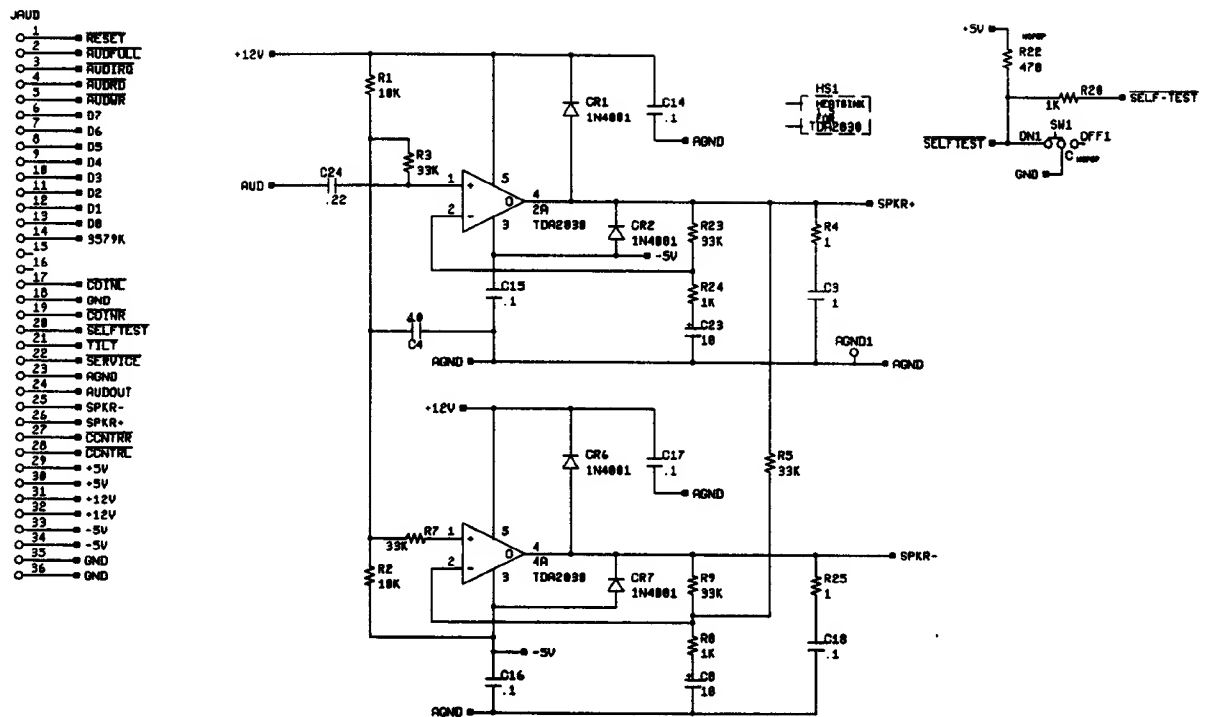 JAUD
1 RESET
2 AUDFULL
3 AUDIRQ
4 AUDRD
5 AUDWR
6 D7
7 D6
8 D5
9 D4
10 D3
11 D2
12 D1
13 D0
14 3579K
15
16
17 COINL
18 GND
19 COINR
20 SELFTEST
21 TILT
22 SERVICE
23 AGND
24 AUDOUT
25 SPKR-
26 SPKR+
27 CCNTRR
28 CCNTRL
29 +5V
30 +5V
31 +12V
32 +12V
33 -5V
34 -5V
35 GND
36 GND
+12V
R1
10K
R3
33K
AUD
C24
.22
1
+
2
-
5
O
3
4
2A
TDA2030
CR1
1N4001
C14
.1
AGND
CR2
1N4001
-5V
R23
33K
R24
1K
+
C23
10
R4
1
C3
.1
SPKR+
C15
.1
4.0
C4
AGND
AGND1
AGND
HS1
HEATSINK
FOR
TDA2030
+5V
NOPOP
R22
470
R20
1K
SELF-TEST
SELFTEST
ON1
SW1
OFF1
C
NOPOP
GND
+12V
CR6
1N4001
C17
.1
AGND
R5
33K
R7
33K
R2
10K
1
+
2
-
5
O
3
4
4A
TDA2030
CR7
1N4001
R9
33K
R8
1K
+
C8
10
R25
1
C18
.1
SPKR-
-5V
C16
.1
AGND